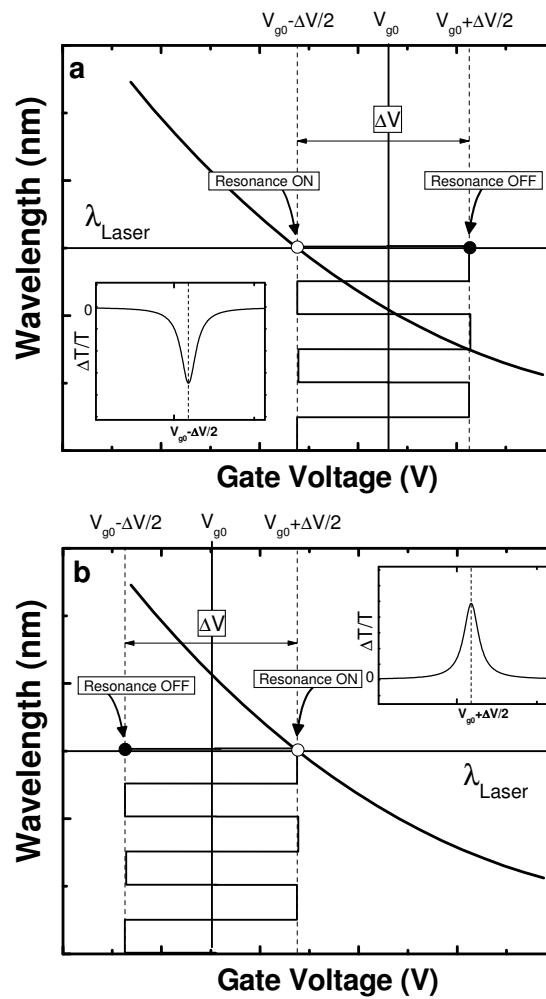 V_g0-ΔV/2 V_g0 V_g0+ΔV/2
a
ΔV
Resonance ON Resonance OFF
λ_Laser
Wavelength (nm)
0
ΔT/T
V_g0-ΔV/2
Gate Voltage (V)
V_g0-ΔV/2 V_g0 V_g0+ΔV/2
b
ΔV
ΔT/T
Resonance OFF Resonance ON
0
V_g0+ΔV/2
λ_Laser
Wavelength (nm)
Gate Voltage (V)